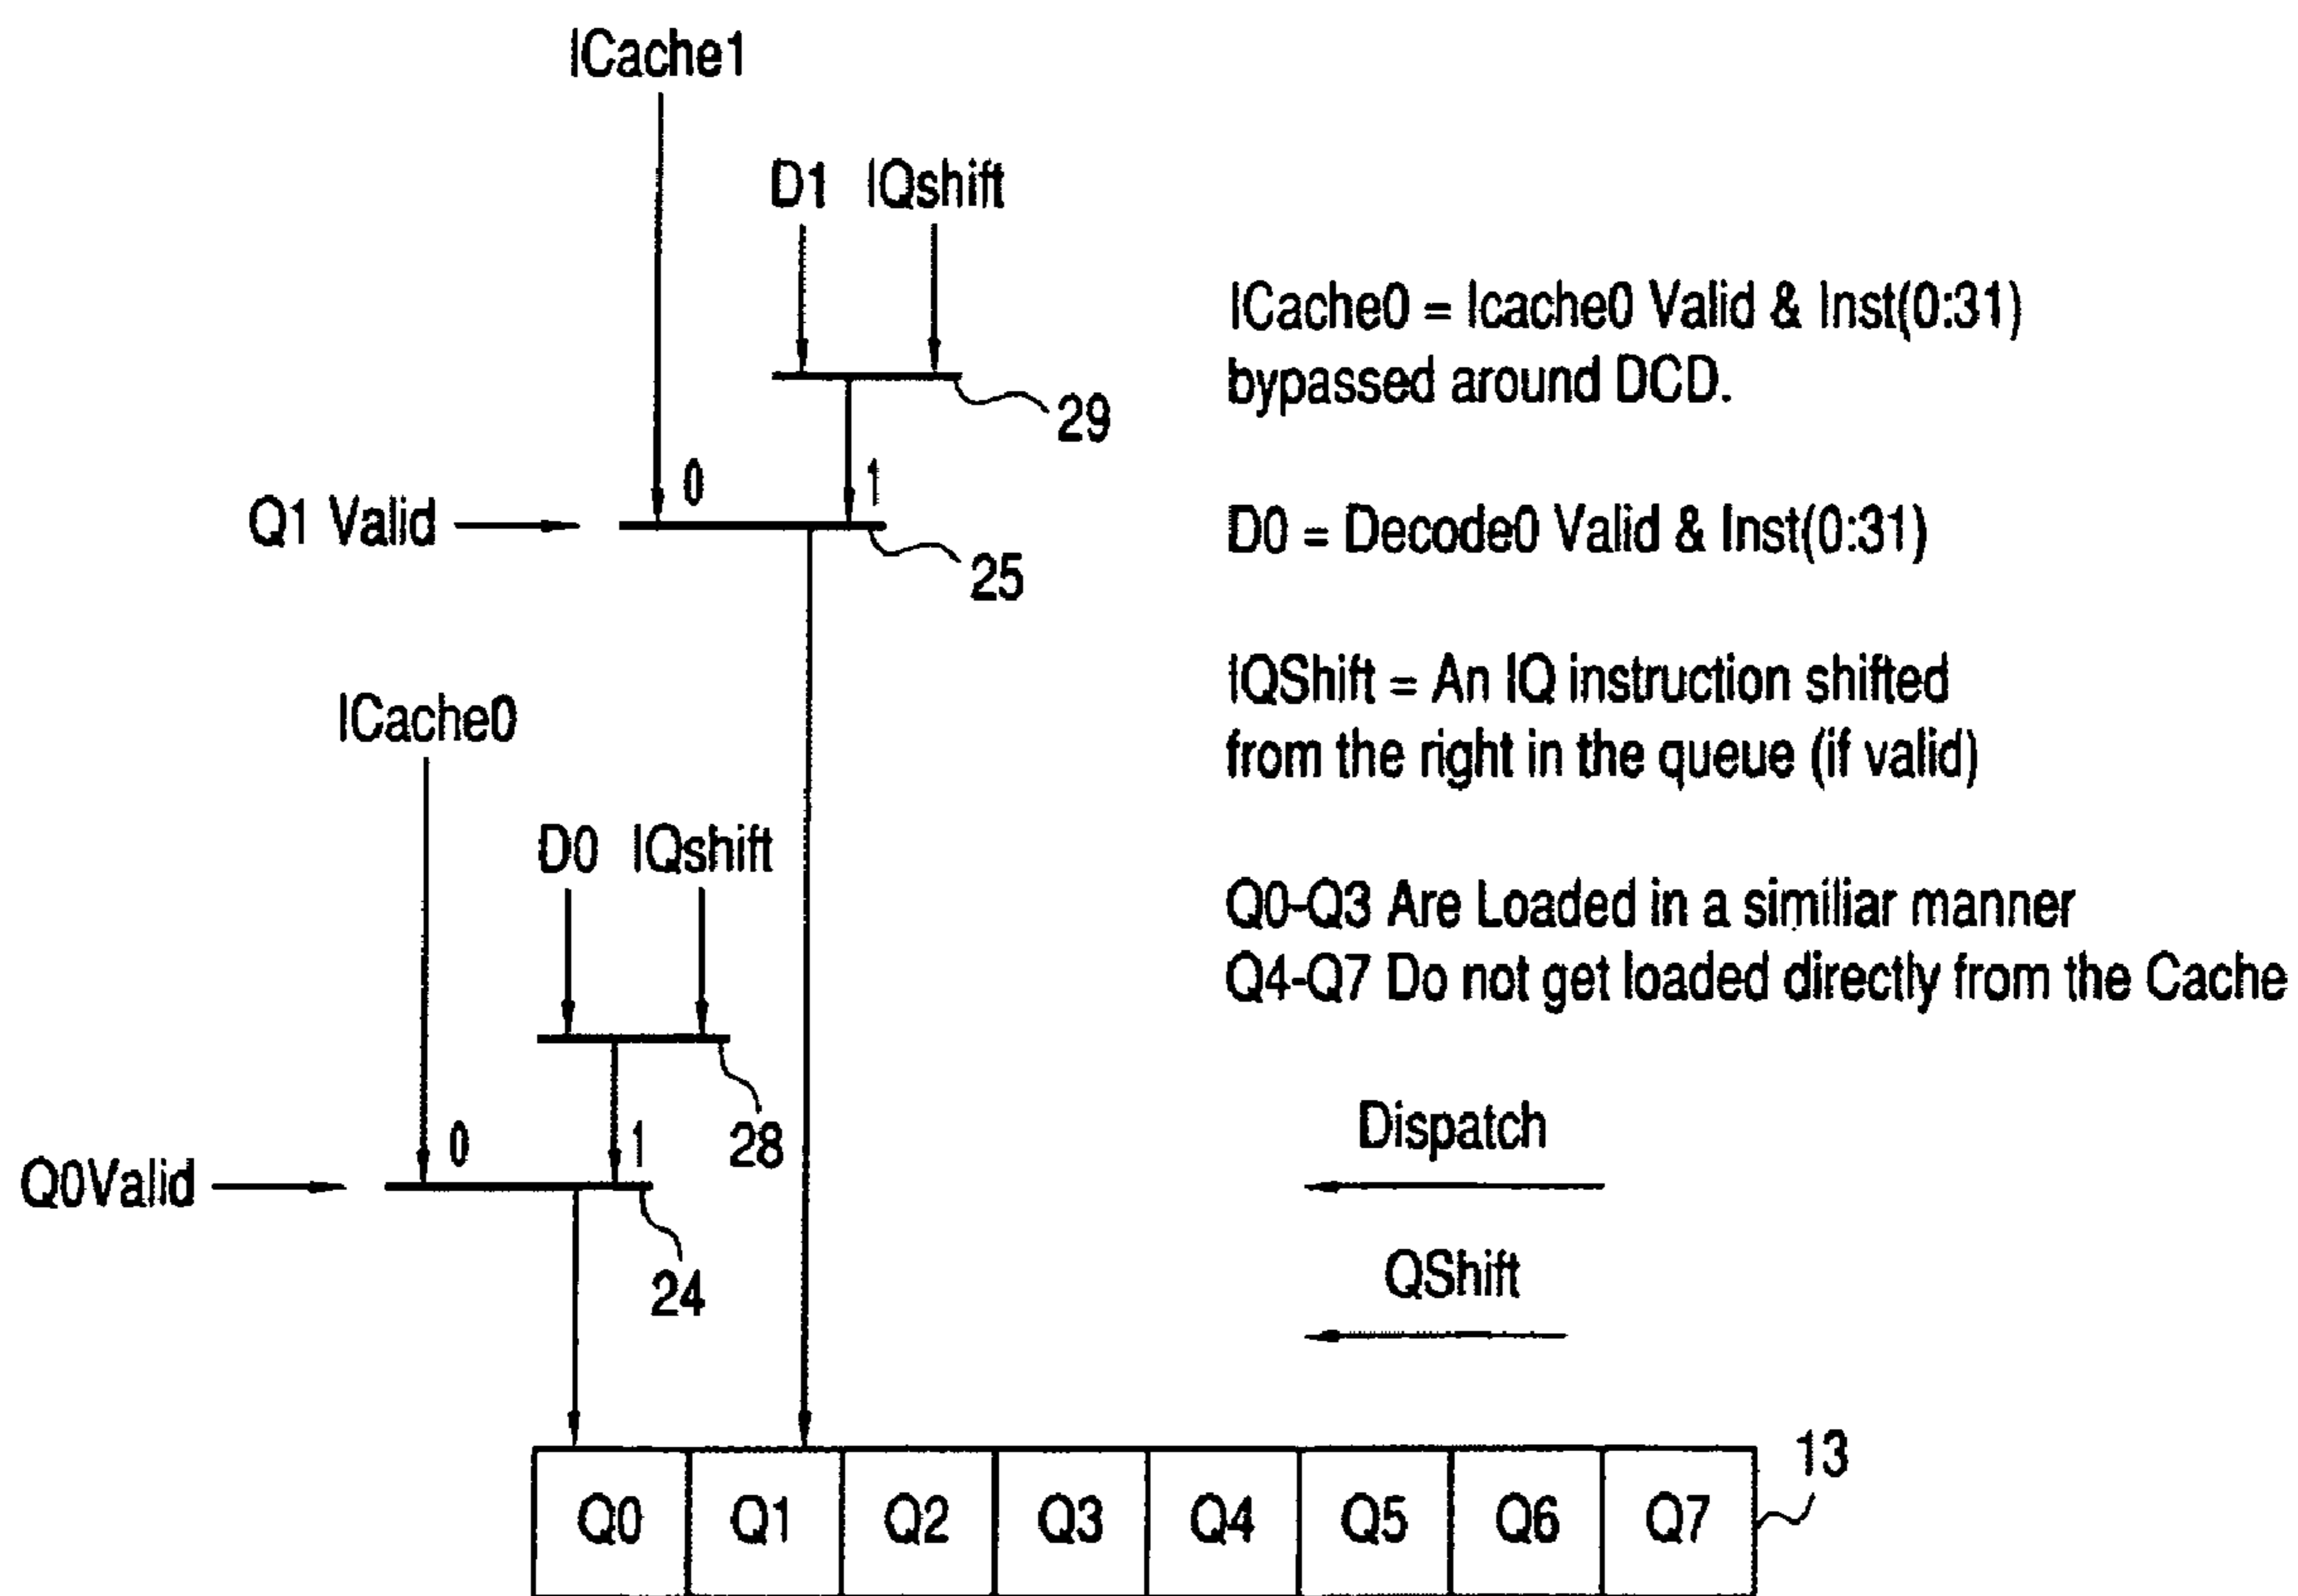 ICache1
D1 IQshift
29
0 1
Q1 Valid
25
ICache0
D0 IQshift
28
0 1
Q0Valid
24
ICache0 = Icache0 Valid & Inst(0:31)
bypassed around DCD.
D0 = Decode0 Valid & Inst(0:31)
IQShift = An IQ instruction shifted
from the right in the queue (if valid)
Q0-Q3 Are Loaded in a similiar manner
Q4-Q7 Do not get loaded directly from the Cache
Dispatch
QShift
13
Q0 Q1 Q2 Q3 Q4 Q5 Q6 Q7